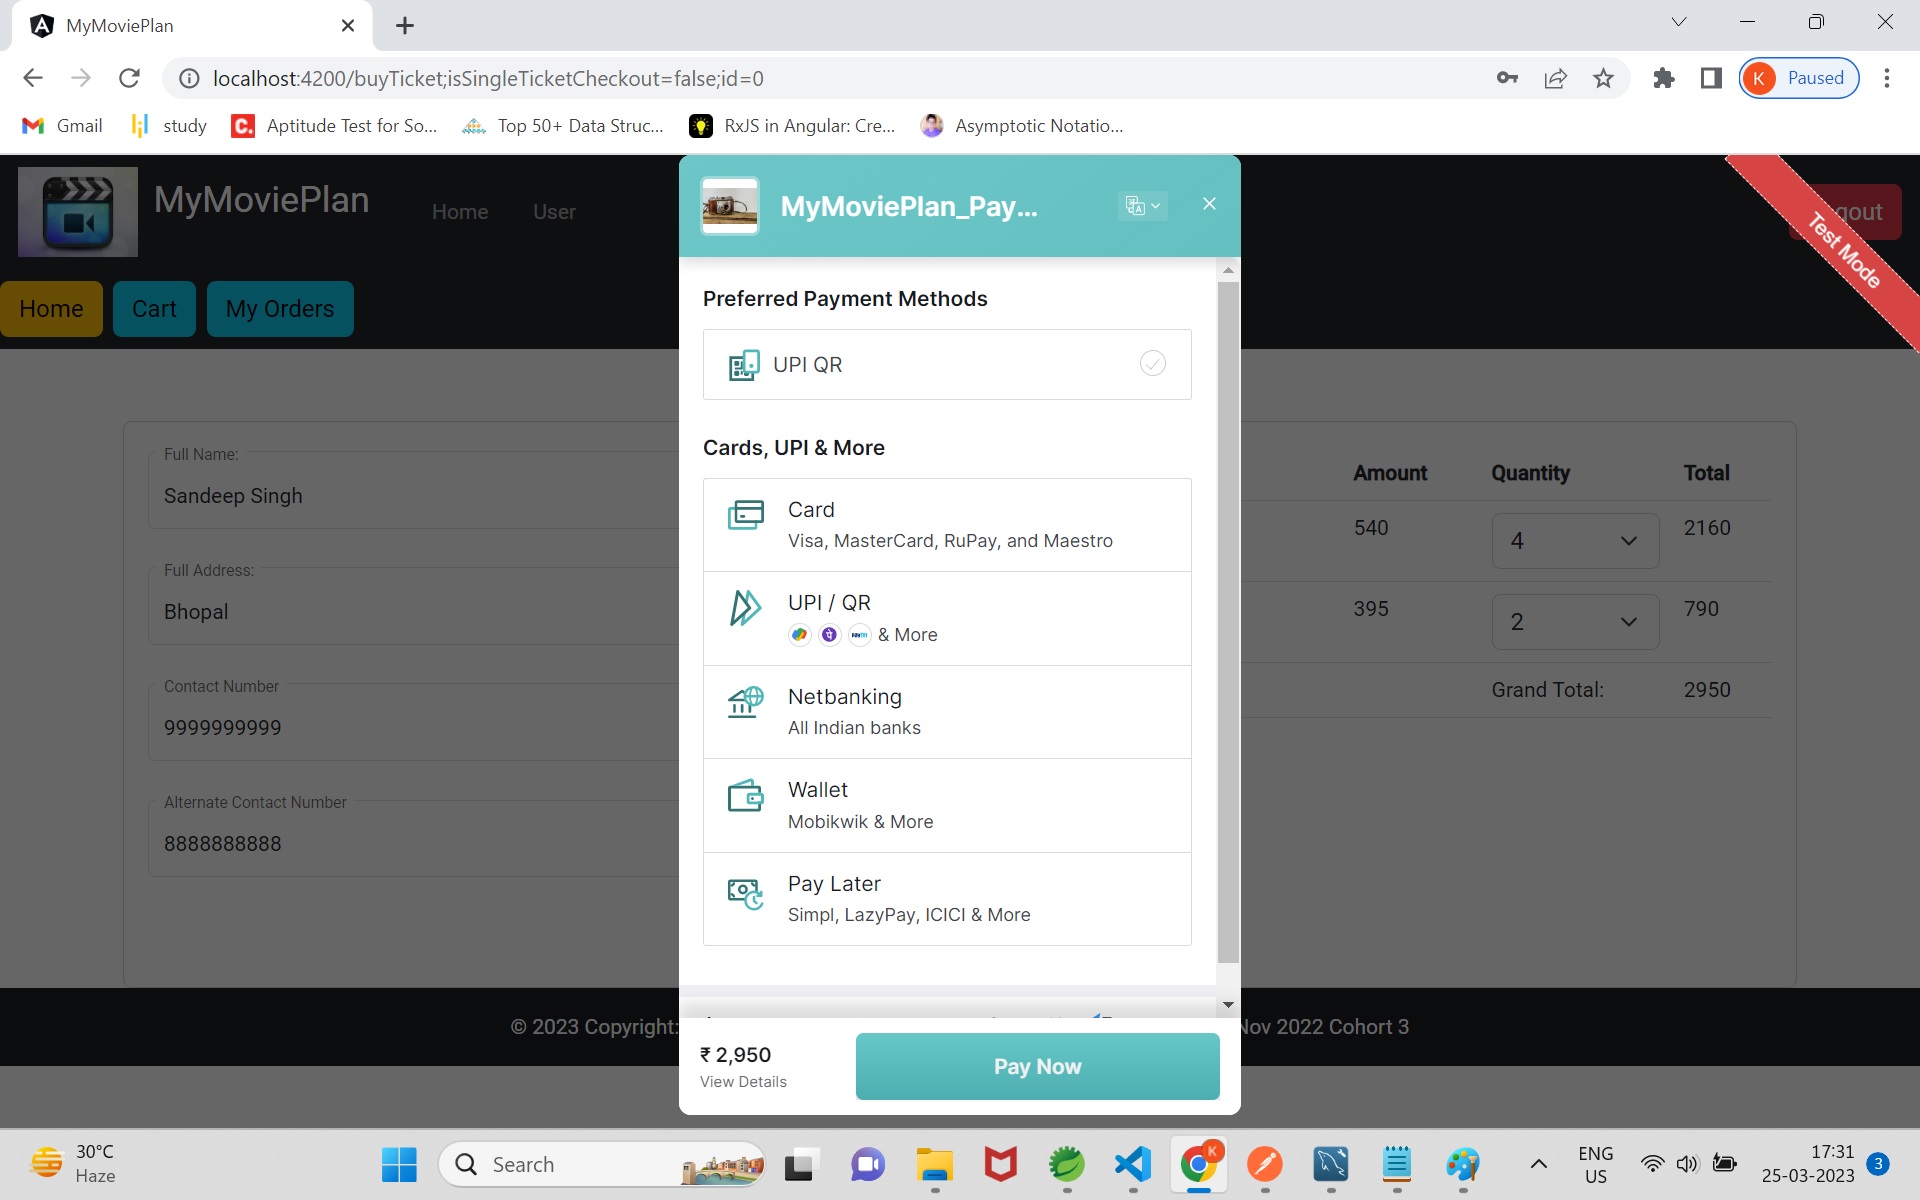 MyMoviePlan
localhost:4200/buyTicket;isSingleTicketCheckout=false;id=0
K Paused
Gmail
study
Aptitude Test for So...
Top 50+ Data Struc...
RxJS in Angular: Cre...
Asymptotic Notatio...
MyMoviePlan
Home
User
gout
Test Mode
Home
Cart
My Orders
MyMoviePlan_Pay...
Preferred Payment Methods
UPI QR
Cards, UPI & More
Card
Visa, MasterCard, RuPay, and Maestro
UPI / QR
& More
Netbanking
All Indian banks
Wallet
Mobikwik & More
Pay Later
Simpl, LazyPay, ICICI & More
₹ 2,950
View Details
Pay Now
Full Name:
Sandeep Singh
Full Address:
Bhopal
Contact Number
9999999999
Alternate Contact Number
8888888888
Amount Quantity Total
540 4 2160
395 2 790
Grand Total: 2950
© 2023 Copyright:
Nov 2022 Cohort 3
30°C
Haze
Search
ENG
US
17:31
25-03-2023
3